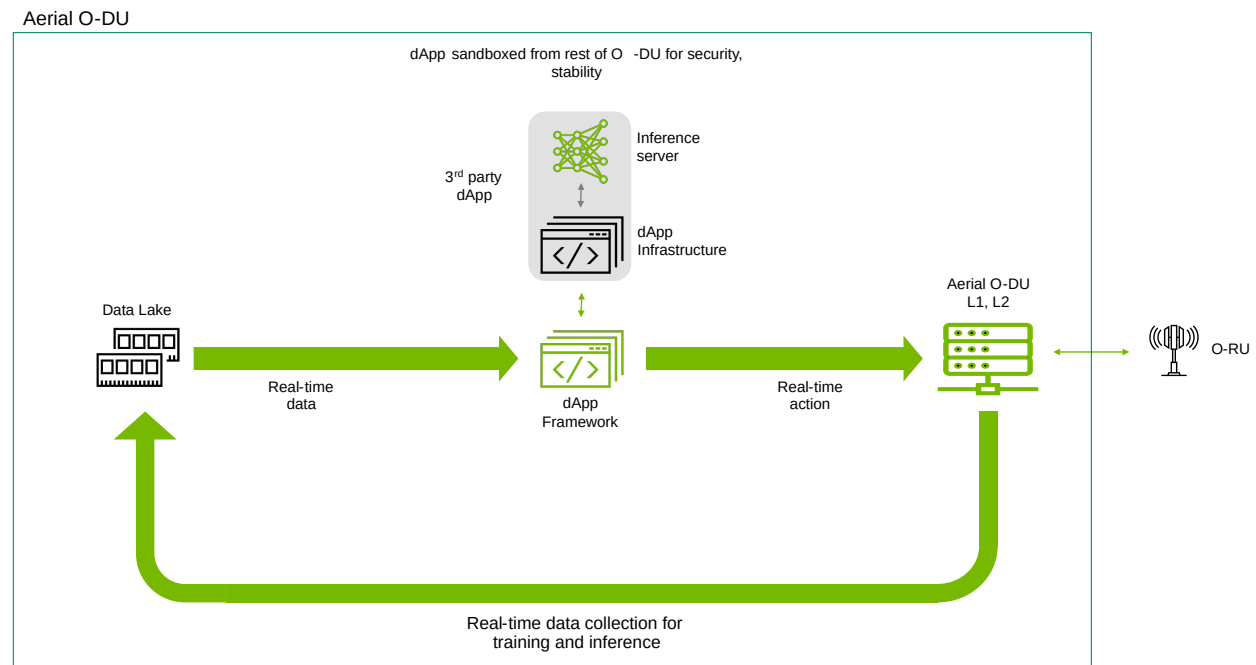 Aerial O-DU
dApp sandboxed from rest of O -DU for security,
stability
Inference
server
3rd party
dApp
dApp
Infrastructure
Data Lake
Aerial O-DU
L1, L2
O-RU
Real-time
data
dApp
Framework
Real-time
action
Real-time data collection for
training and inference